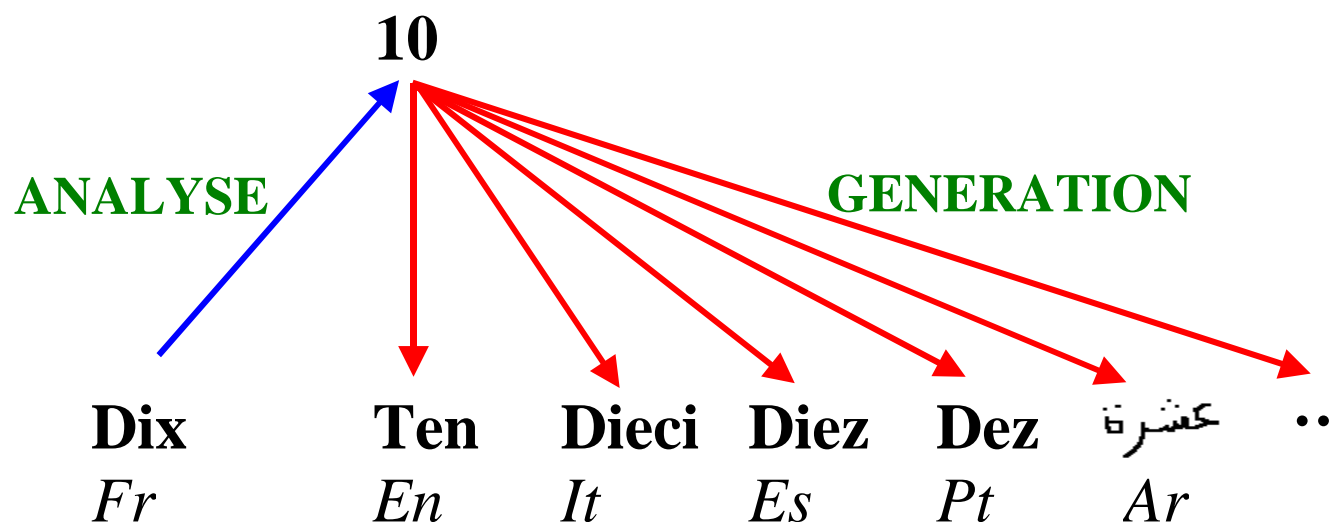 10
ANALYSE GENERATION
Dix Ten Dieci Diez Dez عشرة ..
Fr En It Es Pt Ar